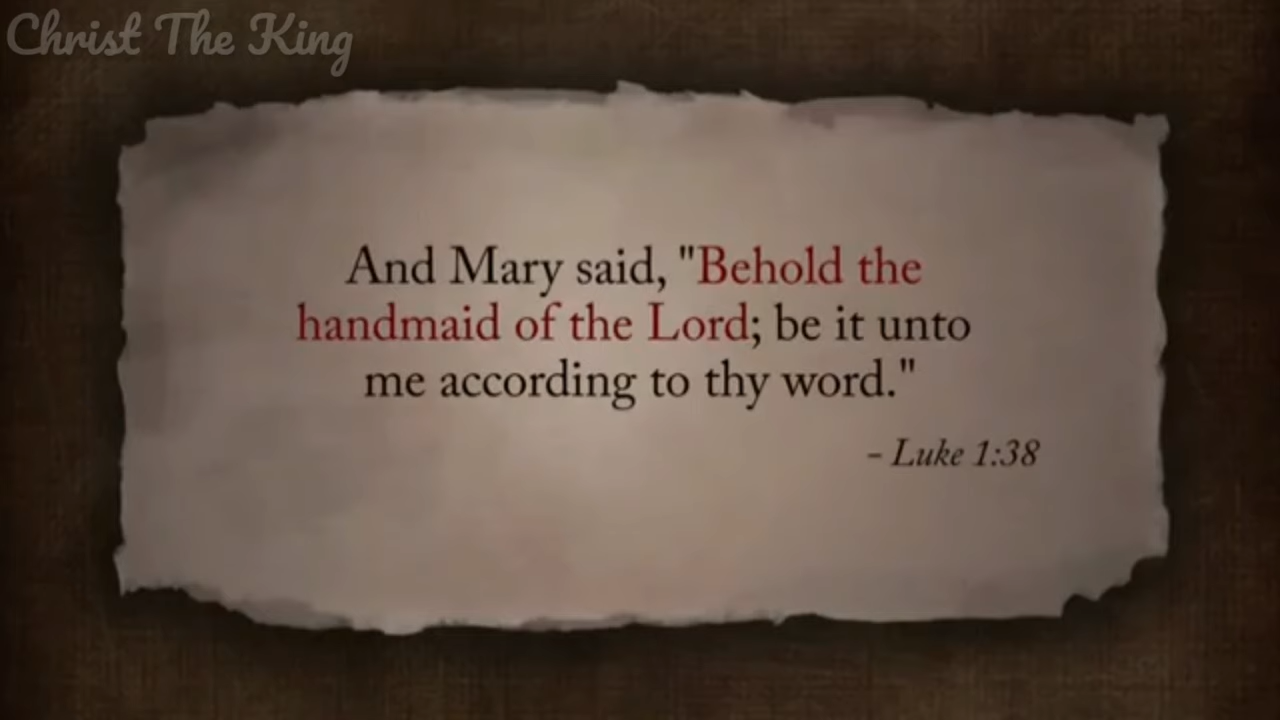 Christ The King
And Mary said, "Behold the
handmaid of the Lord; be it unto
me according to thy word."
- Luke 1:38